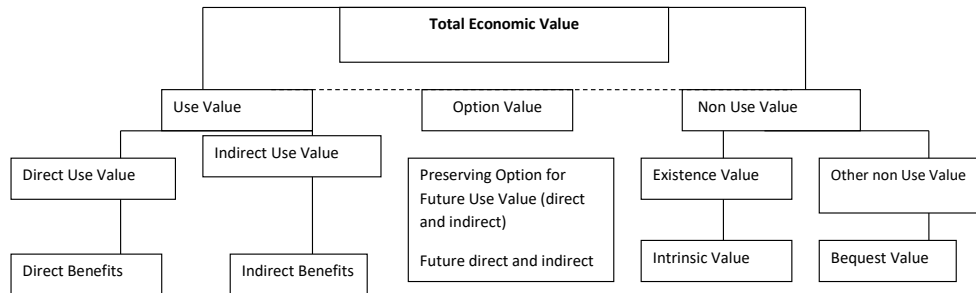 Total Economic Value
Use Value
Option Value
Non Use Value
Direct Use Value
Indirect Use Value
Preserving Option for
Future Use Value (direct
and indirect)
Future direct and indirect
Existence Value
Other non Use Value
Direct Benefits
Indirect Benefits
Intrinsic Value
Bequest Value